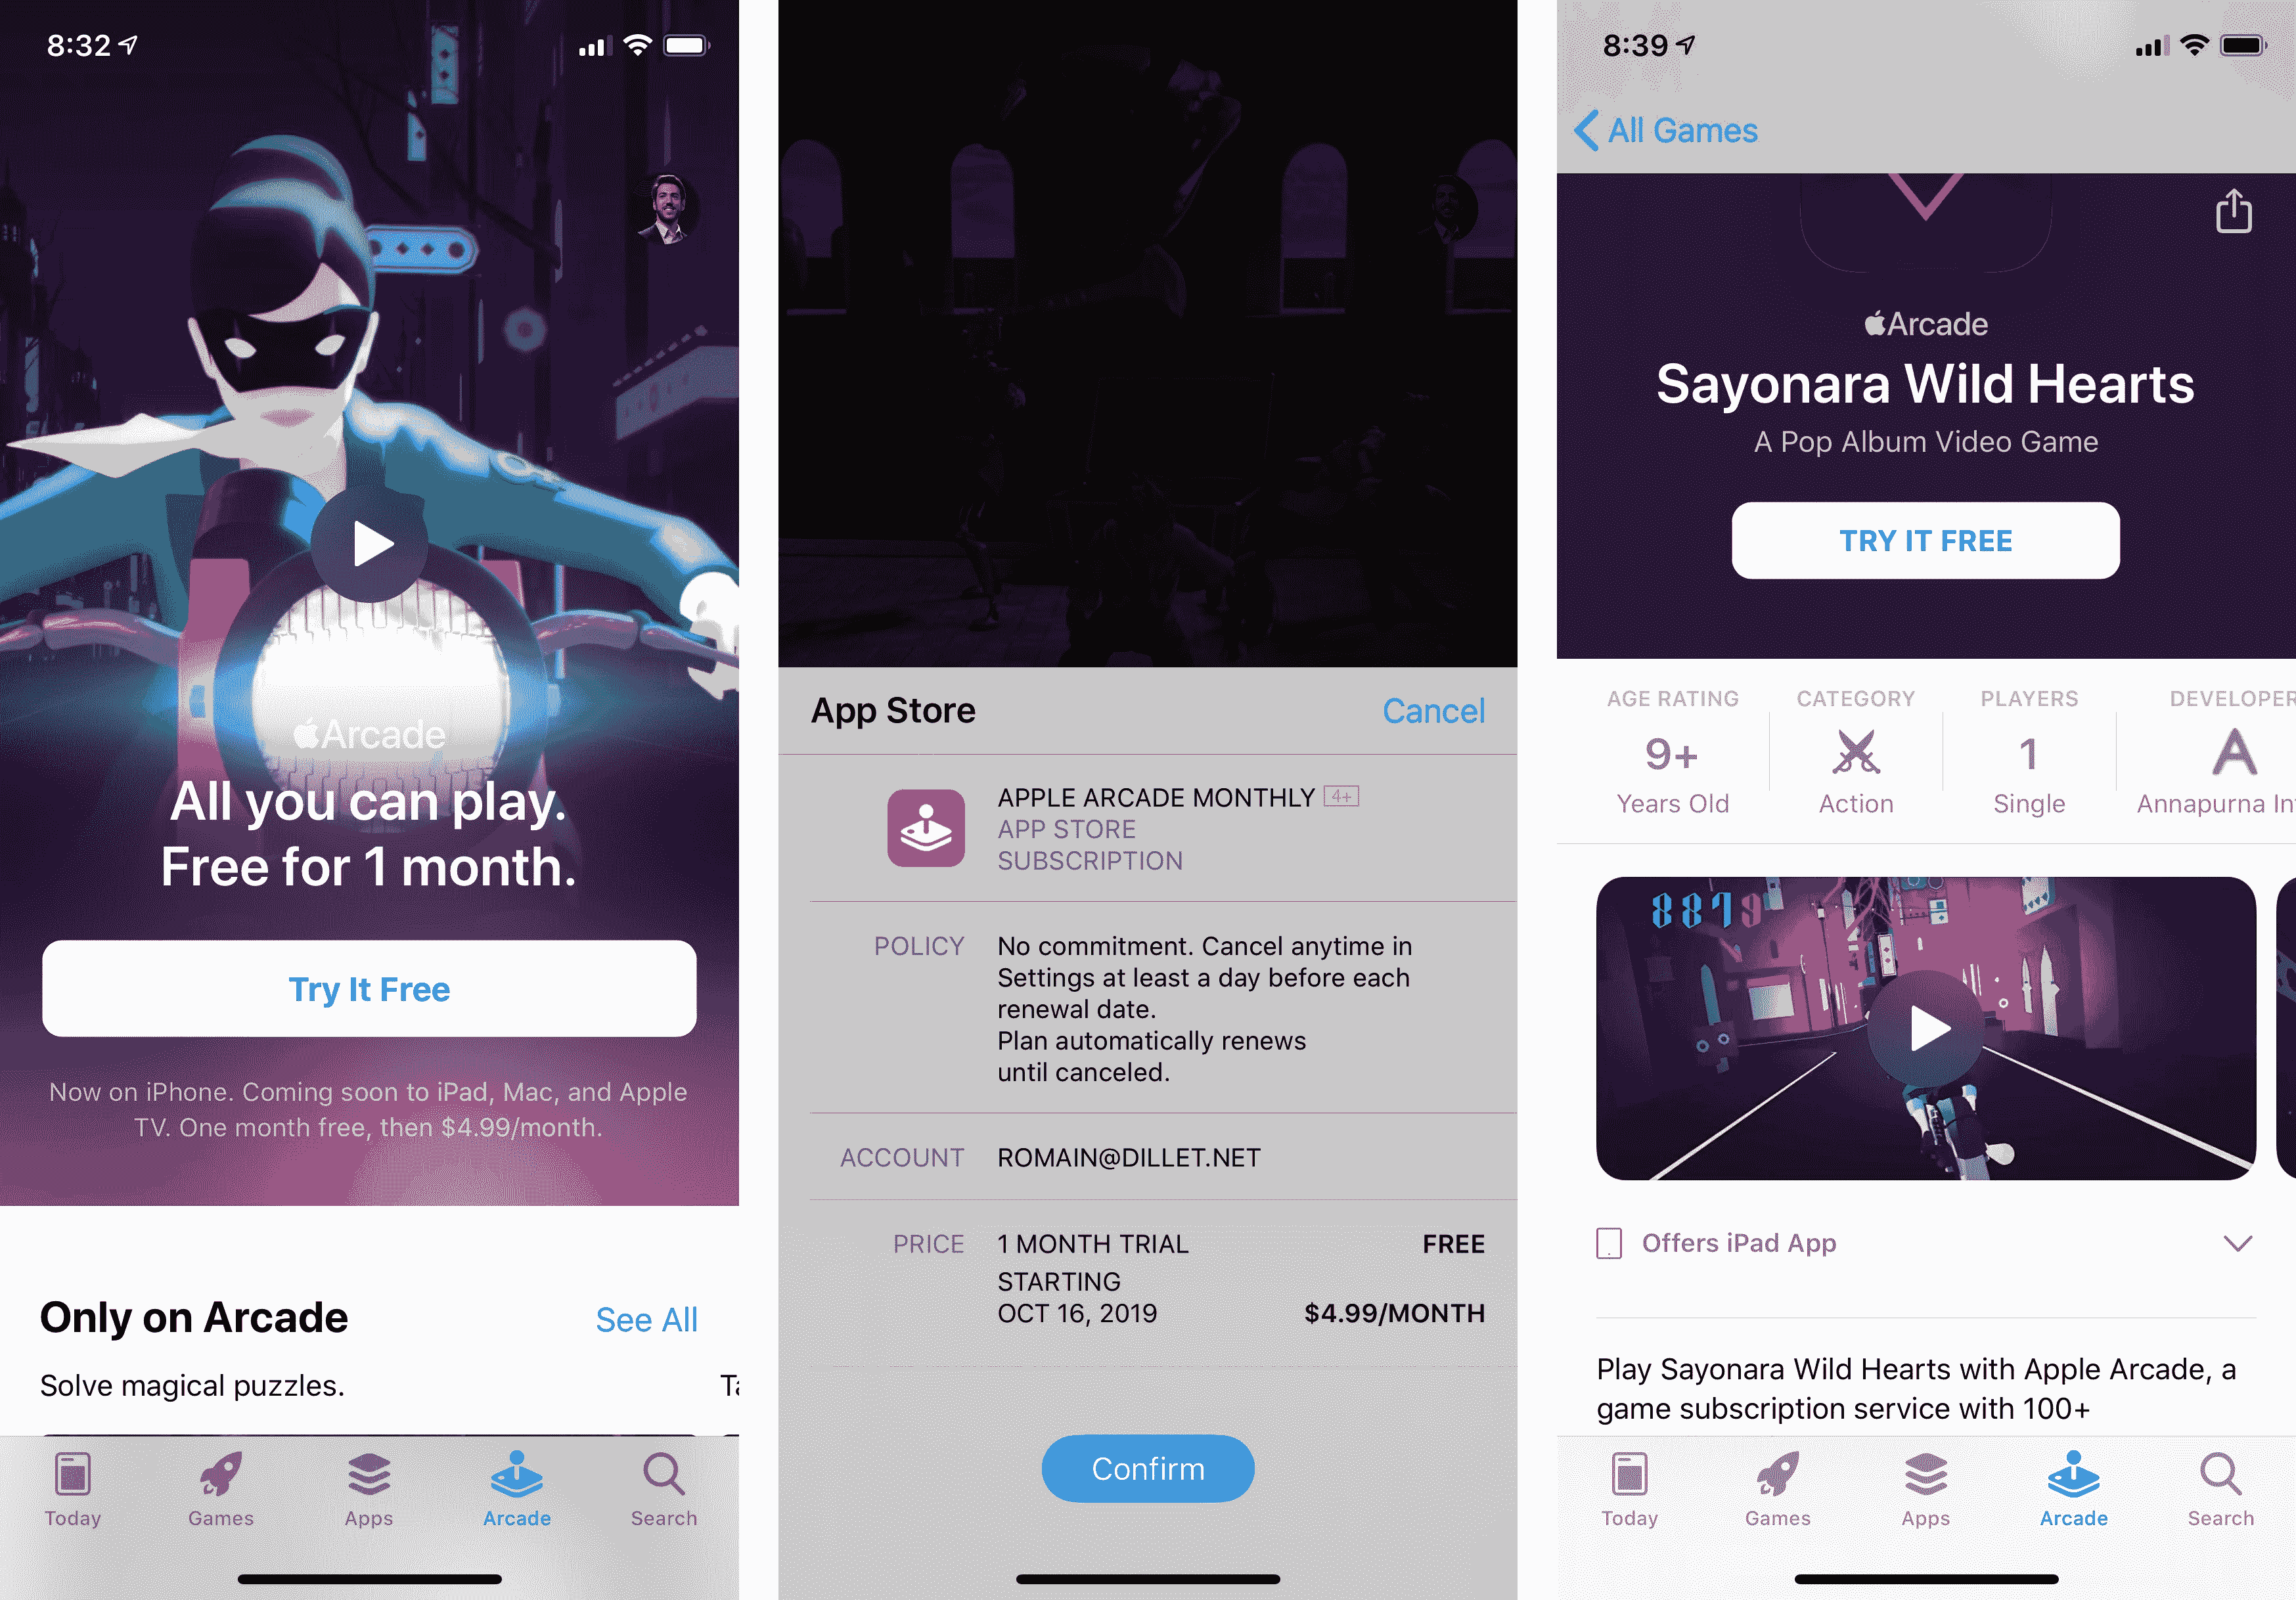 8:32
Arcade
All you can play.
Free for 1 month.
Try It Free
Now on iPhone. Coming soon to iPad, Mac, and Apple
TV. One month free, then $4.99/month.
Only on Arcade
See All
Solve magical puzzles.
Today
Games
Apps
Arcade
Search
App Store
Cancel
APPLE ARCADE MONTHLY 4+
APP STORE
SUBSCRIPTION
POLICY
No commitment. Cancel anytime in
Settings at least a day before each
renewal date.
Plan automatically renews
until canceled.
ACCOUNT
ROMAIN@DILLET.NET
PRICE
1 MONTH TRIAL
FREE
STARTING
OCT 16, 2019
$4.99/MONTH
Confirm
8:39
All Games
Arcade
Sayonara Wild Hearts
A Pop Album Video Game
TRY IT FREE
AGE RATING
9+
Years Old
CATEGORY
Action
PLAYERS
1
Single
DEVELOPER
Annapurna
8879
Offers iPad App
Play Sayonara Wild Hearts with Apple Arcade, a
game subscription service with 100+
Today
Games
Apps
Arcade
Search